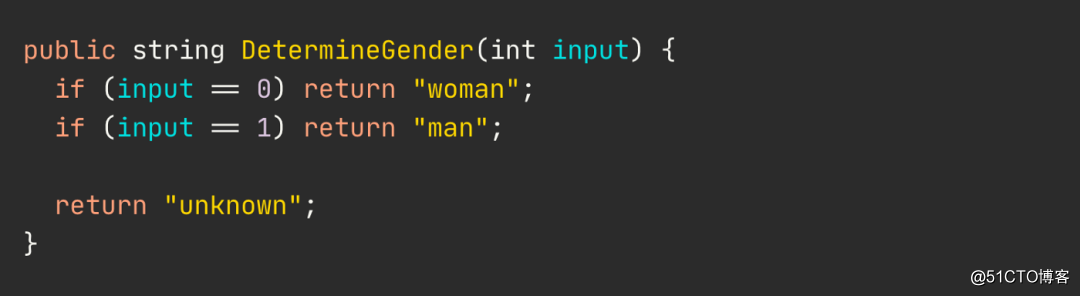 public string DetermineGender(int input) {
  if (input == 0) return "woman";
  if (input == 1) return "man";

  return "unknown";
}
@51CTO博客